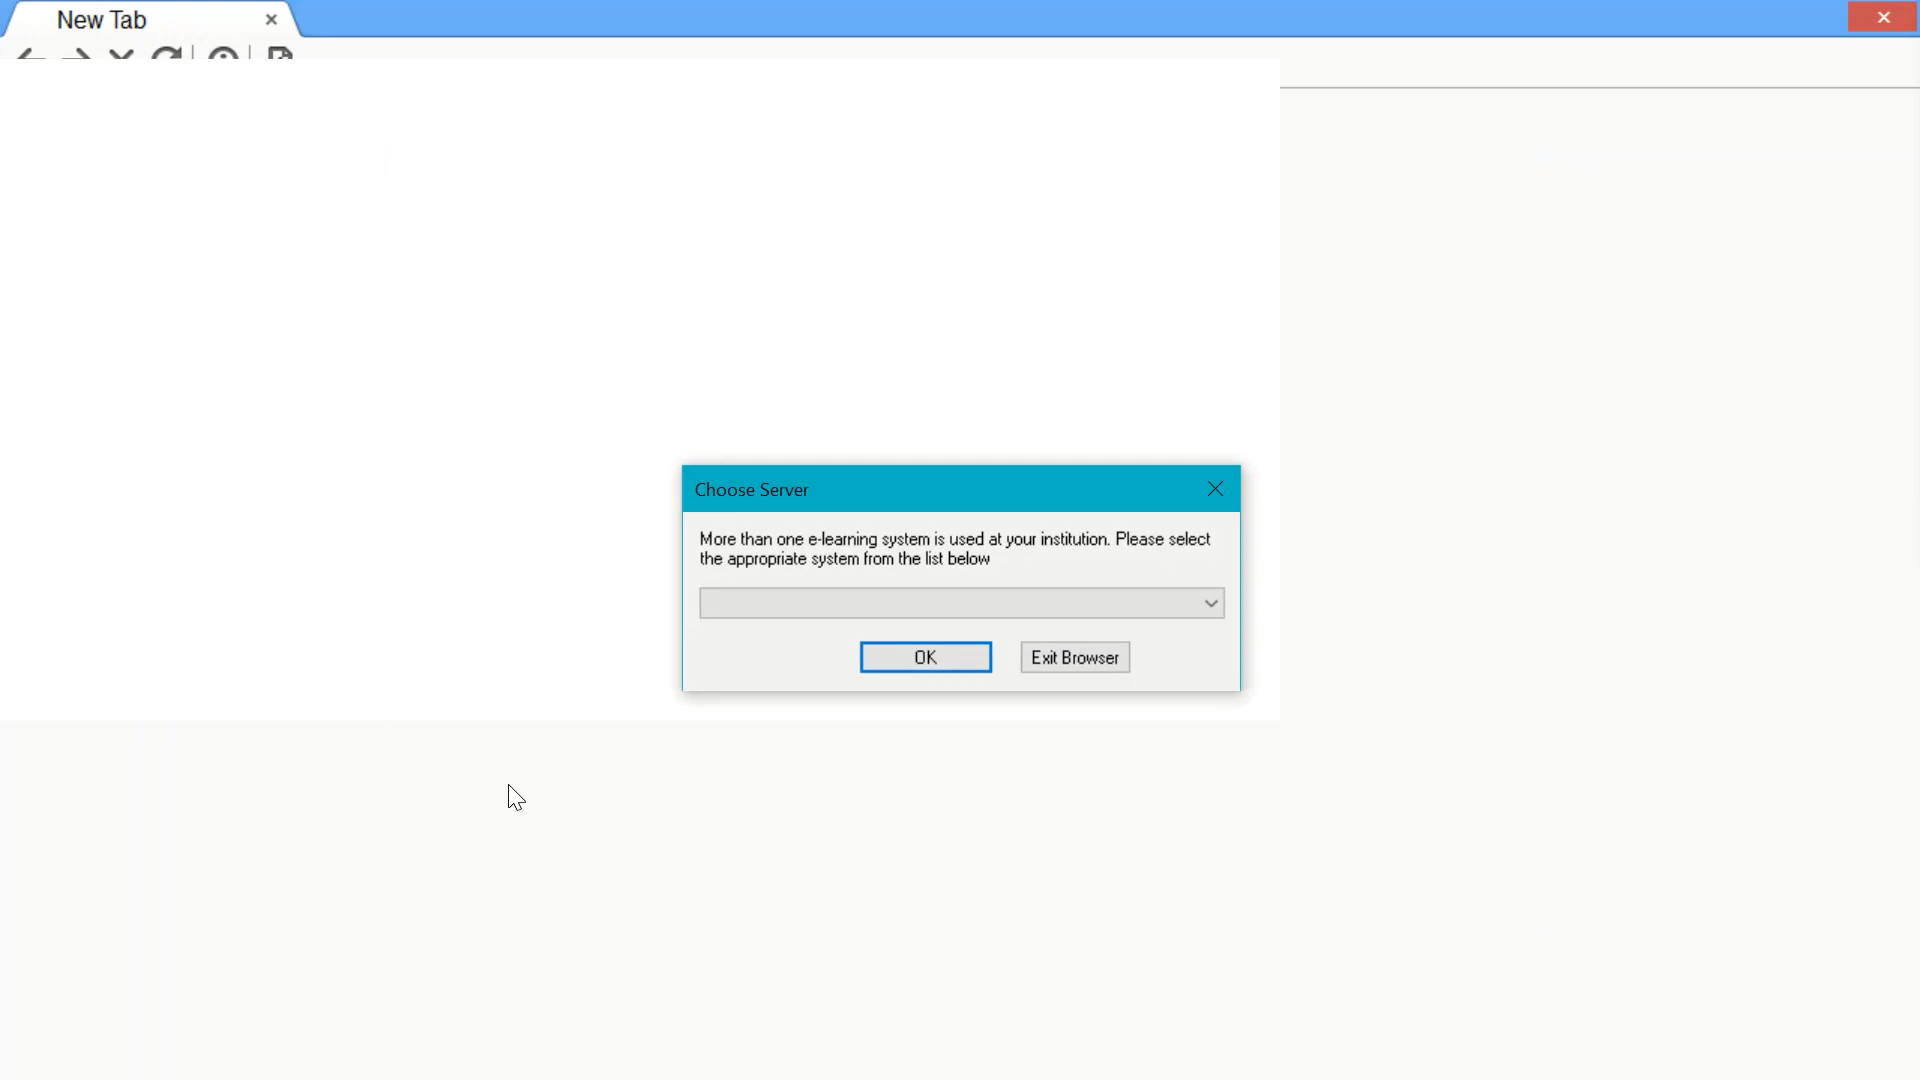 New Tab
Choose Server
More than one e-learning system is used at your institution. Please select
the appropriate system from the list below
OK
Exit Browser